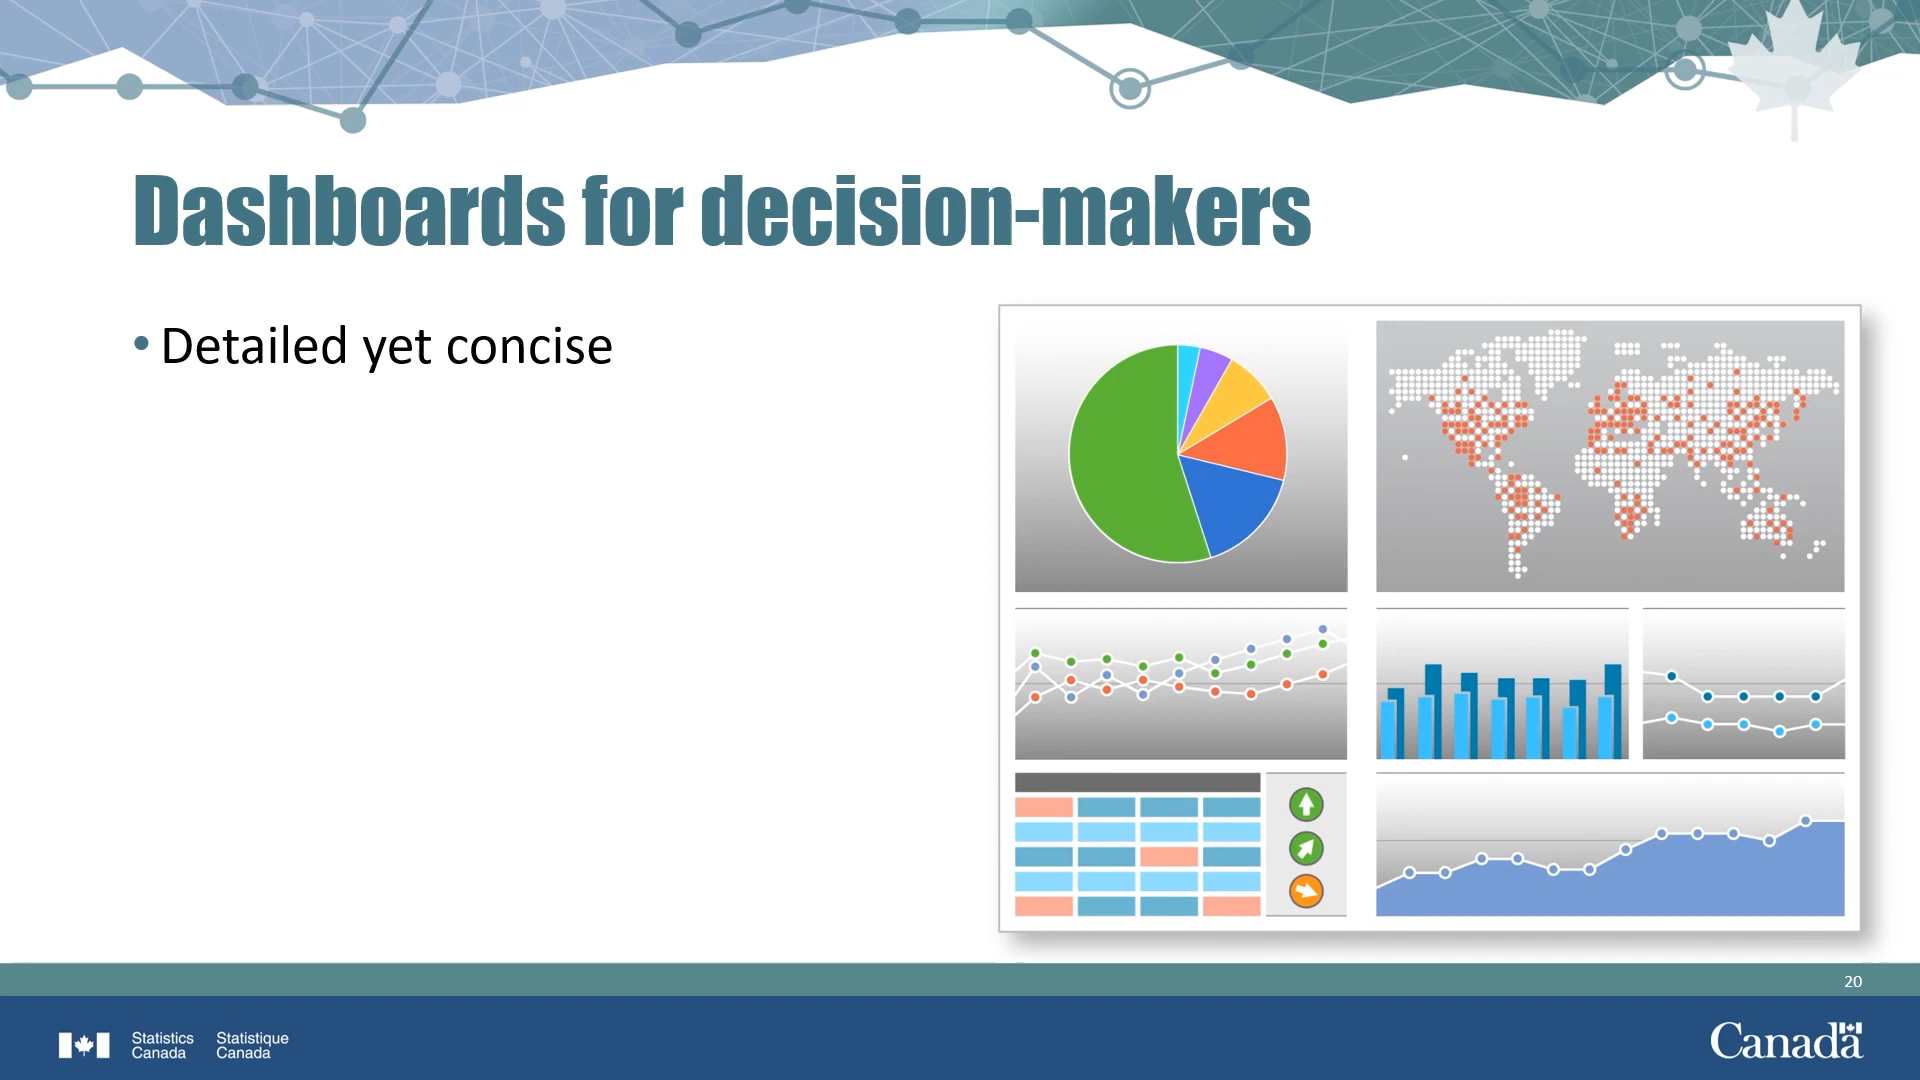 Dashboards for decision-makers
• Detailed yet concise
20
Statistics Statistique
Canada Canada
Canada